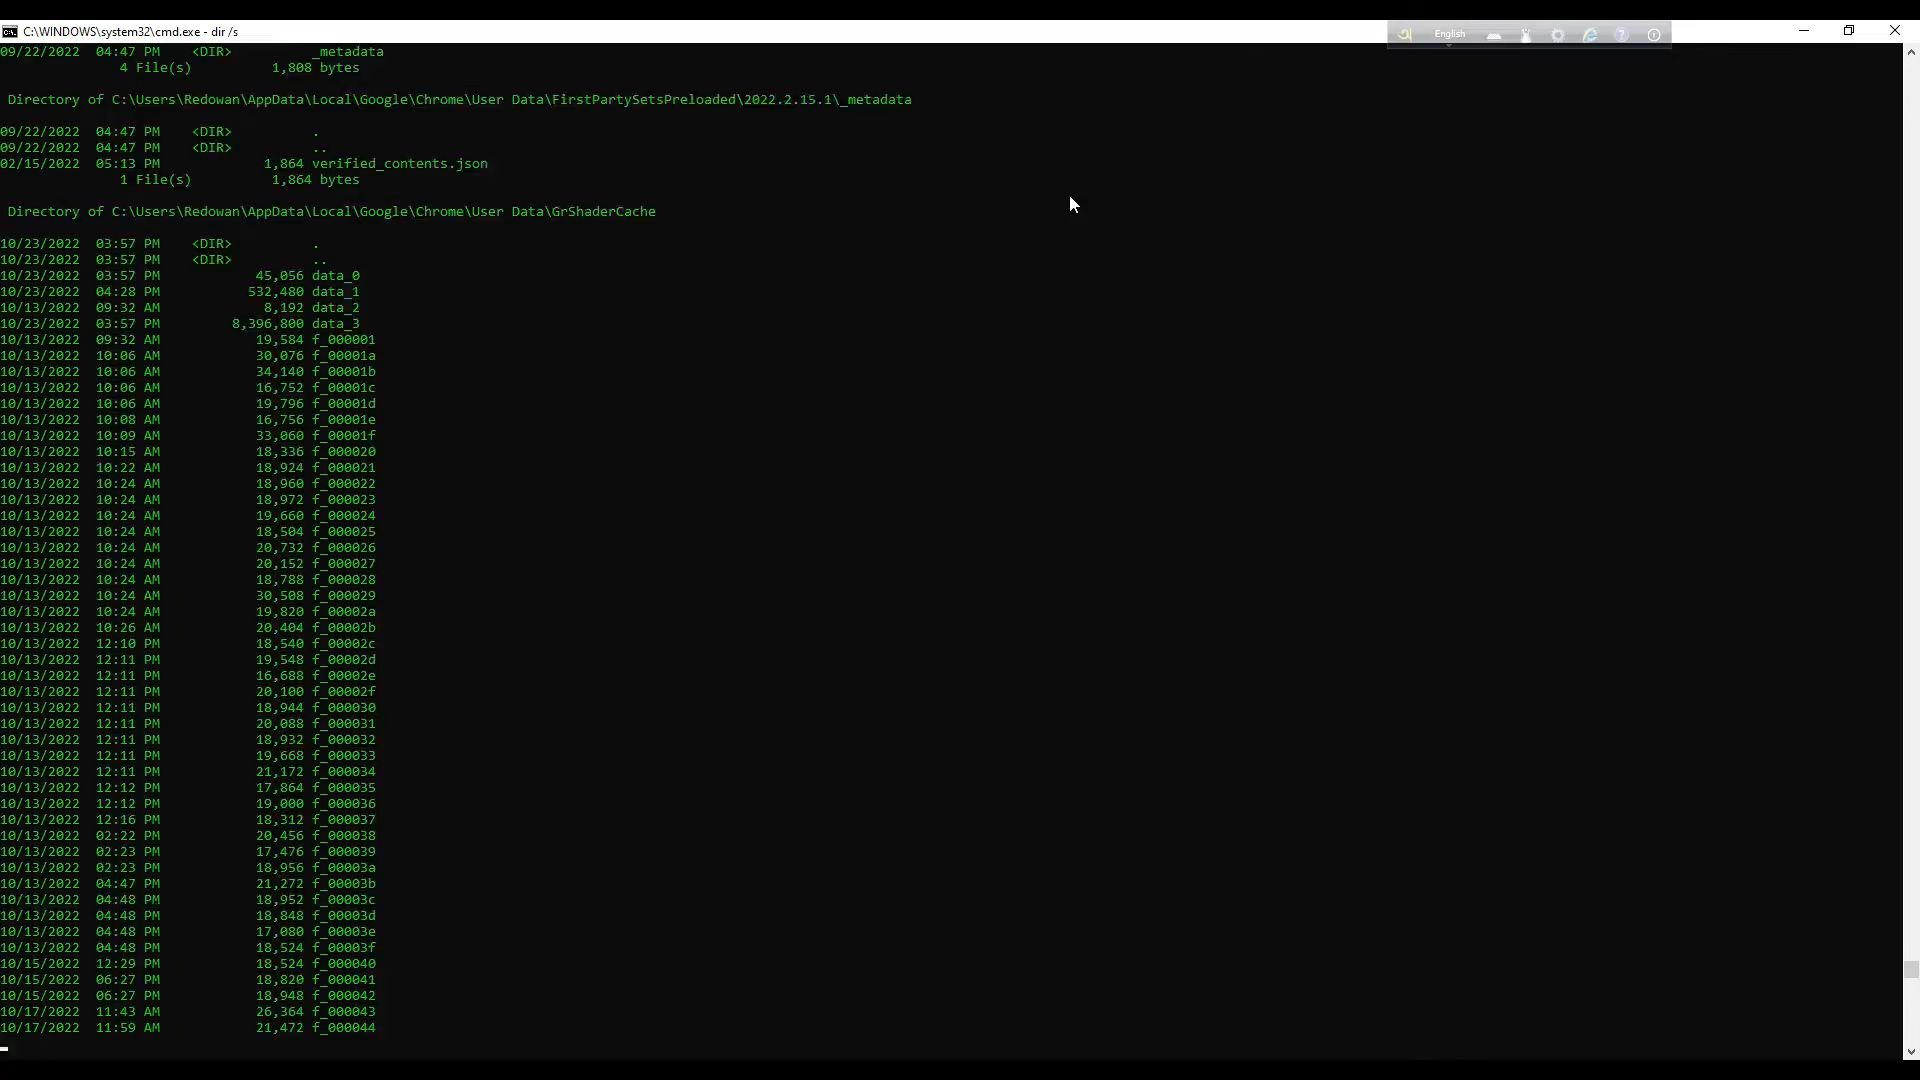 C:\WINDOWS\system32\cmd.exe - dir /s
English
09/22/2022  04:47 PM    <DIR>          _metadata
               4 File(s)          1,808 bytes
 Directory of C:\Users\Redowan\AppData\Local\Google\Chrome\User Data\FirstPartySetsPreloaded\2022.2.15.1\_metadata
09/22/2022  04:47 PM    <DIR>          .
09/22/2022  04:47 PM    <DIR>          ..
02/15/2022  05:13 PM             1,864 verified_contents.json
               1 File(s)          1,864 bytes
 Directory of C:\Users\Redowan\AppData\Local\Google\Chrome\User Data\GrShaderCache
10/23/2022  03:57 PM    <DIR>          .
10/23/2022  03:57 PM    <DIR>          ..
10/23/2022  03:57 PM            45,056 data_0
10/23/2022  04:28 PM           532,480 data_1
10/13/2022  09:32 AM             8,192 data_2
10/23/2022  03:57 PM         8,396,800 data_3
10/13/2022  09:32 AM            19,584 f_000001
10/13/2022  10:06 AM            30,076 f_00001a
10/13/2022  10:06 AM            34,140 f_00001b
10/13/2022  10:06 AM            16,752 f_00001c
10/13/2022  10:06 AM            19,796 f_00001d
10/13/2022  10:08 AM            16,756 f_00001e
10/13/2022  10:09 AM            33,060 f_00001f
10/13/2022  10:15 AM            18,336 f_000020
10/13/2022  10:22 AM            18,924 f_000021
10/13/2022  10:24 AM            18,960 f_000022
10/13/2022  10:24 AM            18,972 f_000023
10/13/2022  10:24 AM            19,660 f_000024
10/13/2022  10:24 AM            18,504 f_000025
10/13/2022  10:24 AM            20,732 f_000026
10/13/2022  10:24 AM            20,152 f_000027
10/13/2022  10:24 AM            18,788 f_000028
10/13/2022  10:24 AM            30,508 f_000029
10/13/2022  10:24 AM            19,820 f_00002a
10/13/2022  10:26 AM            20,404 f_00002b
10/13/2022  12:10 PM            18,540 f_00002c
10/13/2022  12:11 PM            19,548 f_00002d
10/13/2022  12:11 PM            16,688 f_00002e
10/13/2022  12:11 PM            20,100 f_00002f
10/13/2022  12:11 PM            18,944 f_000030
10/13/2022  12:11 PM            20,088 f_000031
10/13/2022  12:11 PM            18,932 f_000032
10/13/2022  12:11 PM            19,668 f_000033
10/13/2022  12:11 PM            21,172 f_000034
10/13/2022  12:12 PM            17,864 f_000035
10/13/2022  12:12 PM            19,000 f_000036
10/13/2022  12:16 PM            18,312 f_000037
10/13/2022  02:22 PM            20,456 f_000038
10/13/2022  02:23 PM            17,476 f_000039
10/13/2022  02:23 PM            18,956 f_00003a
10/13/2022  04:47 PM            21,272 f_00003b
10/13/2022  04:48 PM            18,952 f_00003c
10/13/2022  04:48 PM            18,848 f_00003d
10/13/2022  04:48 PM            17,080 f_00003e
10/13/2022  04:48 PM            18,524 f_00003f
10/15/2022  12:29 PM            18,524 f_000040
10/15/2022  06:27 PM            18,820 f_000041
10/15/2022  06:27 PM            18,948 f_000042
10/17/2022  11:43 AM            26,364 f_000043
10/17/2022  11:59 AM            21,472 f_000044